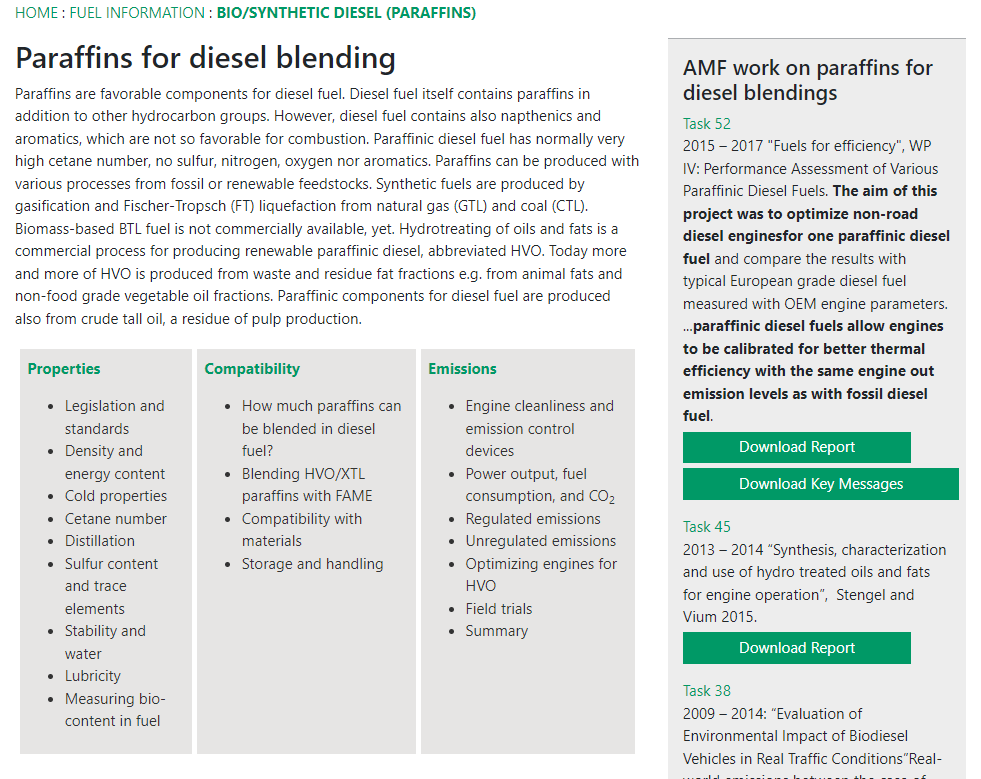 HOME : FUEL INFORMATION : BIO/SYNTHETIC DIESEL (PARAFFINS)
Paraffins for diesel blending
Paraffins are favorable components for diesel fuel. Diesel fuel itself contains paraffins in
addition to other hydrocarbon groups. However, diesel fuel contains also napthenics and
aromatics, which are not so favorable for combustion. Paraffinic diesel fuel has normally very
high cetane number, no sulfur, nitrogen, oxygen nor aromatics. Paraffins can be produced with
various processes from fossil or renewable feedstocks. Synthetic fuels are produced by
gasification and Fischer-Tropsch (FT) liquefaction from natural gas (GTL) and coal (CTL).
Biomass-based BTL fuel is not commercially available, yet. Hydrotreating of oils and fats is a
commercial process for producing renewable paraffinic diesel, abbreviated HVO. Today more
and more of HVO is produced from waste and residue fat fractions e.g. from animal fats and
non-food grade vegetable oil fractions. Paraffinic components for diesel fuel are produced
also from crude tall oil, a residue of pulp production.
Properties
• Legislation and
standards
• Density and
energy content
• Cold properties
• Cetane number
• Distillation
• Sulfur content
and trace
elements
• Stability and
water
• Lubricity
• Measuring bio-
content in fuel
Compatibility
• How much paraffins can
be blended in diesel
fuel?
• Blending HVO/XTL
paraffins with FAME
• Compatibility with
materials
• Storage and handling
Emissions
• Engine cleanliness and
emission control
devices
• Power output, fuel
consumption, and CO₂
• Regulated emissions
• Unregulated emissions
• Optimizing engines for
HVO
• Field trials
• Summary
AMF work on paraffins for
diesel blendings
Task 52
2015 – 2017 "Fuels for efficiency", WP
IV: Performance Assessment of Various
Paraffinic Diesel Fuels. The aim of this
project was to optimize non-road
diesel enginesfor one paraffinic diesel
fuel and compare the results with
typical European grade diesel fuel
measured with OEM engine parameters.
...paraffinic diesel fuels allow engines
to be calibrated for better thermal
efficiency with the same engine out
emission levels as with fossil diesel
fuel.
Download Report
Download Key Messages
Task 45
2013 – 2014 “Synthesis, characterization
and use of hydro treated oils and fats
for engine operation”, Stengel and
Vium 2015.
Download Report
Task 38
2009 – 2014: “Evaluation of
Environmental Impact of Biodiesel
Vehicles in Real Traffic Conditions“Real-
world emissions between the case of